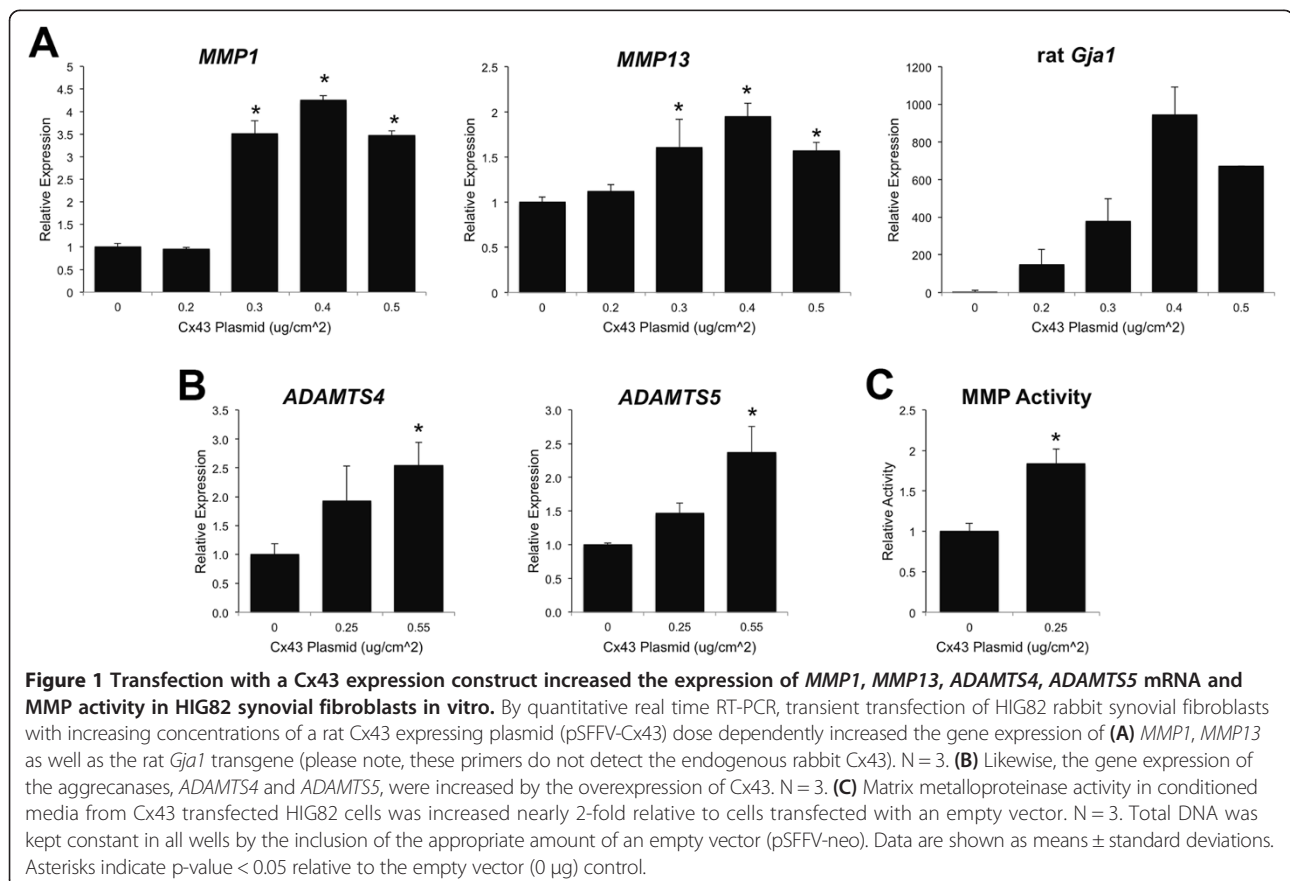 A
MMP1
MMP13
rat Gja1
Relative Expression
5
4.5
4
3.5
3
2.5
2
1.5
1
0.5
0
* * *
0 0.2 0.3 0.4 0.5
Cx43 Plasmid (ug/cm^2)
Relative Expression
2.5
2
1.5
1
0.5
0
* * *
0 0.2 0.3 0.4 0.5
Cx43 Plasmid (ug/cm^2)
Relative Expression
1200
1000
800
600
400
200
0
0 0.2 0.3 0.4 0.5
Cx43 Plasmid (ug/cm^2)
B
ADAMTS4
Relative Expression
3.5
3.0
2.5
2.0
1.5
1.0
0.5
0.0
*
0 0.25 0.55
Cx43 Plasmid (ug/cm^2)
ADAMTS5
Relative Expression
3.0
2.5
2.0
1.5
1.0
0.5
0.0
*
0 0.25 0.55
Cx43 Plasmid (ug/cm^2)
C
MMP Activity
Relative Activity
2.5
2
1.5
1
0.5
0
*
0 0.25
Cx43 Plasmid (ug/cm^2)
Figure 1 Transfection with a Cx43 expression construct increased the expression of MMP1, MMP13, ADAMTS4, ADAMTS5 mRNA and
MMP activity in HIG82 synovial fibroblasts in vitro. By quantitative real time RT-PCR, transient transfection of HIG82 rabbit synovial fibroblasts
with increasing concentrations of a rat Cx43 expressing plasmid (pSFFV-Cx43) dose dependently increased the gene expression of (A) MMP1, MMP13
as well as the rat Gja1 transgene (please note, these primers do not detect the endogenous rabbit Cx43). N = 3. (B) Likewise, the gene expression of
the aggrecanases, ADAMTS4 and ADAMTS5, were increased by the overexpression of Cx43. N = 3. (C) Matrix metalloproteinase activity in conditioned
media from Cx43 transfected HIG82 cells was increased nearly 2-fold relative to cells transfected with an empty vector. N = 3. Total DNA was
kept constant in all wells by the inclusion of the appropriate amount of an empty vector (pSFFV-neo). Data are shown as means ± standard deviations.
Asterisks indicate p-value < 0.05 relative to the empty vector (0 μg) control.